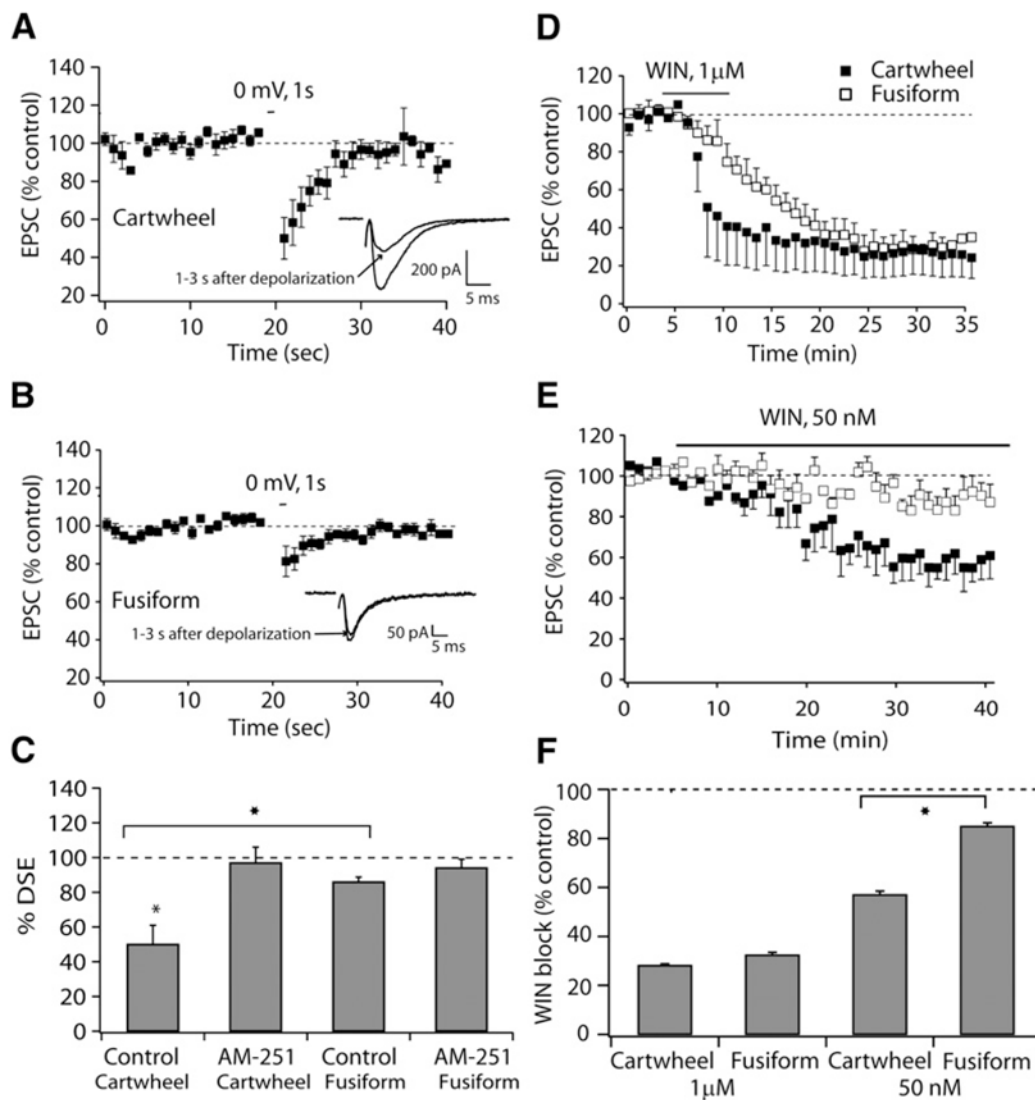 A
140
120
100
80
60
40
20
EPSC (% control)
0 mV, 1s
Cartwheel
1-3 s after depolarization
200 pA
5 ms
0 10 20 30 40
Time (sec)
B
140
120
100
80
60
40
20
EPSC (% control)
0 mV, 1s
Fusiform
1-3 s after depolarization
50 pA
5 ms
0 10 20 30 40
Time (sec)
C
140
120
100
80
60
40
20
0
% DSE
*
*
Control Cartwheel
AM-251 Cartwheel
Control Fusiform
AM-251 Fusiform
D
120
100
80
60
40
20
0
EPSC (% control)
WIN, 1μM
Cartwheel
Fusiform
0 5 10 15 20 25 30 35
Time (min)
E
120
100
80
60
40
20
0
EPSC (% control)
WIN, 50 nM
0 10 20 30 40
Time (min)
F
100
80
60
40
20
0
WIN block (% control)
*
Cartwheel Fusiform Cartwheel Fusiform
1μM 50 nM